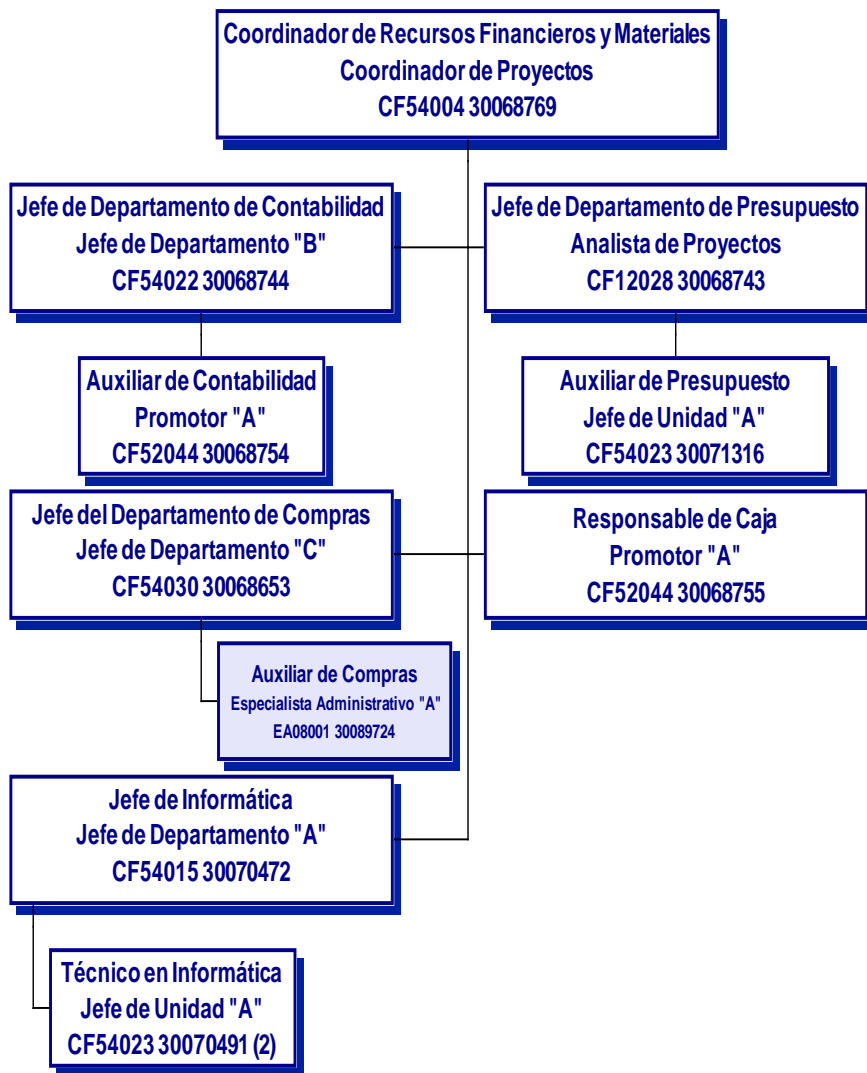 Coordinador de Recursos Financieros y Materiales
Coordinador de Proyectos
CF54004 30068769
Jefe de Departamento de Contabilidad
Jefe de Departamento "B"
CF54022 30068744
Jefe de Departamento de Presupuesto
Analista de Proyectos
CF12028 30068743
Auxiliar de Contabilidad
Promotor "A"
CF52044 30068754
Auxiliar de Presupuesto
Jefe de Unidad "A"
CF54023 30071316
Jefe del Departamento de Compras
Jefe de Departamento "C"
CF54030 30068653
Responsable de Caja
Promotor "A"
CF52044 30068755
Auxiliar de Compras
Especialista Administrativo "A"
EA08001 30089724
Jefe de Informática
Jefe de Departamento "A"
CF54015 30070472
Técnico en Informática
Jefe de Unidad "A"
CF54023 30070491 (2)